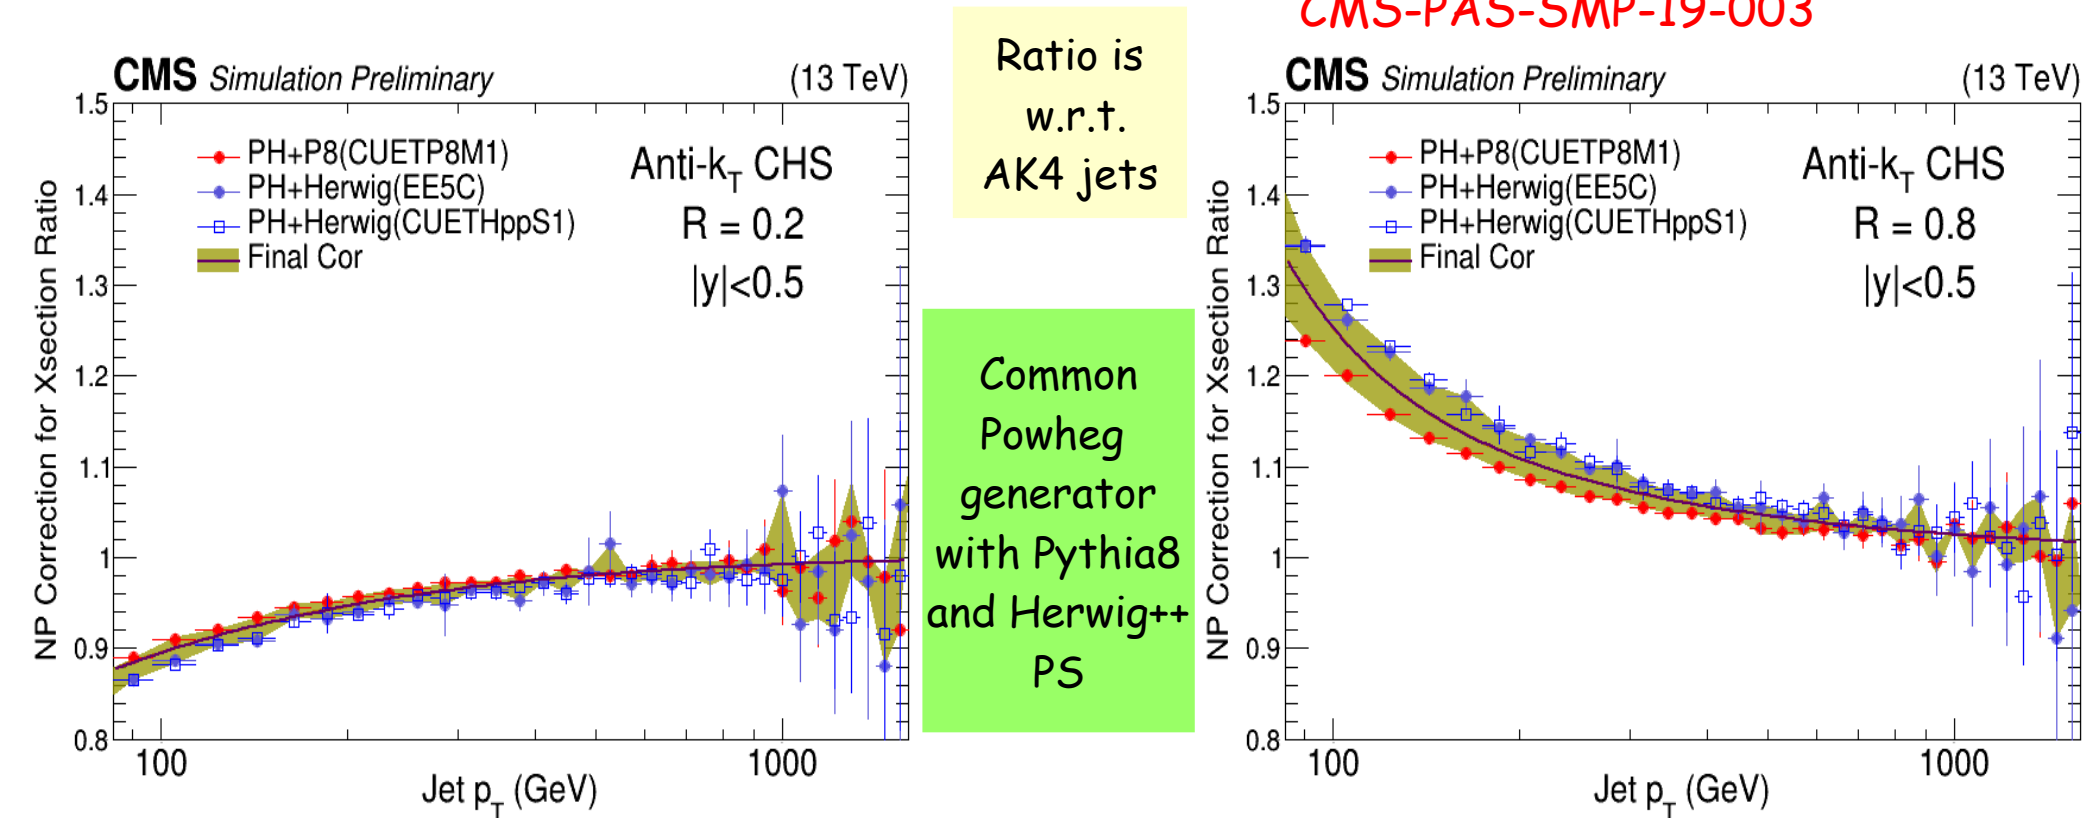 CMS-PAS-SMP-19-003
CMS Simulation Preliminary (13 TeV)
NP Correction for Xsection Ratio
1.5
1.4
1.3
1.2
1.1
1
0.9
0.8
PH+P8(CUETP8M1)
PH+Herwig(EE5C)
PH+Herwig(CUETHppS1)
Final Cor
Anti-kT CHS
R = 0.2
|y|<0.5
100
1000
Jet pT (GeV)
Ratio is
w.r.t.
AK4 jets
Common
Powheg
generator
with Pythia8
and Herwig++
PS
CMS Simulation Preliminary (13 TeV)
NP Correction for Xsection Ratio
1.5
1.4
1.3
1.2
1.1
1
0.9
0.8
PH+P8(CUETP8M1)
PH+Herwig(EE5C)
PH+Herwig(CUETHppS1)
Final Cor
Anti-kT CHS
R = 0.8
|y|<0.5
100
1000
Jet pT (GeV)